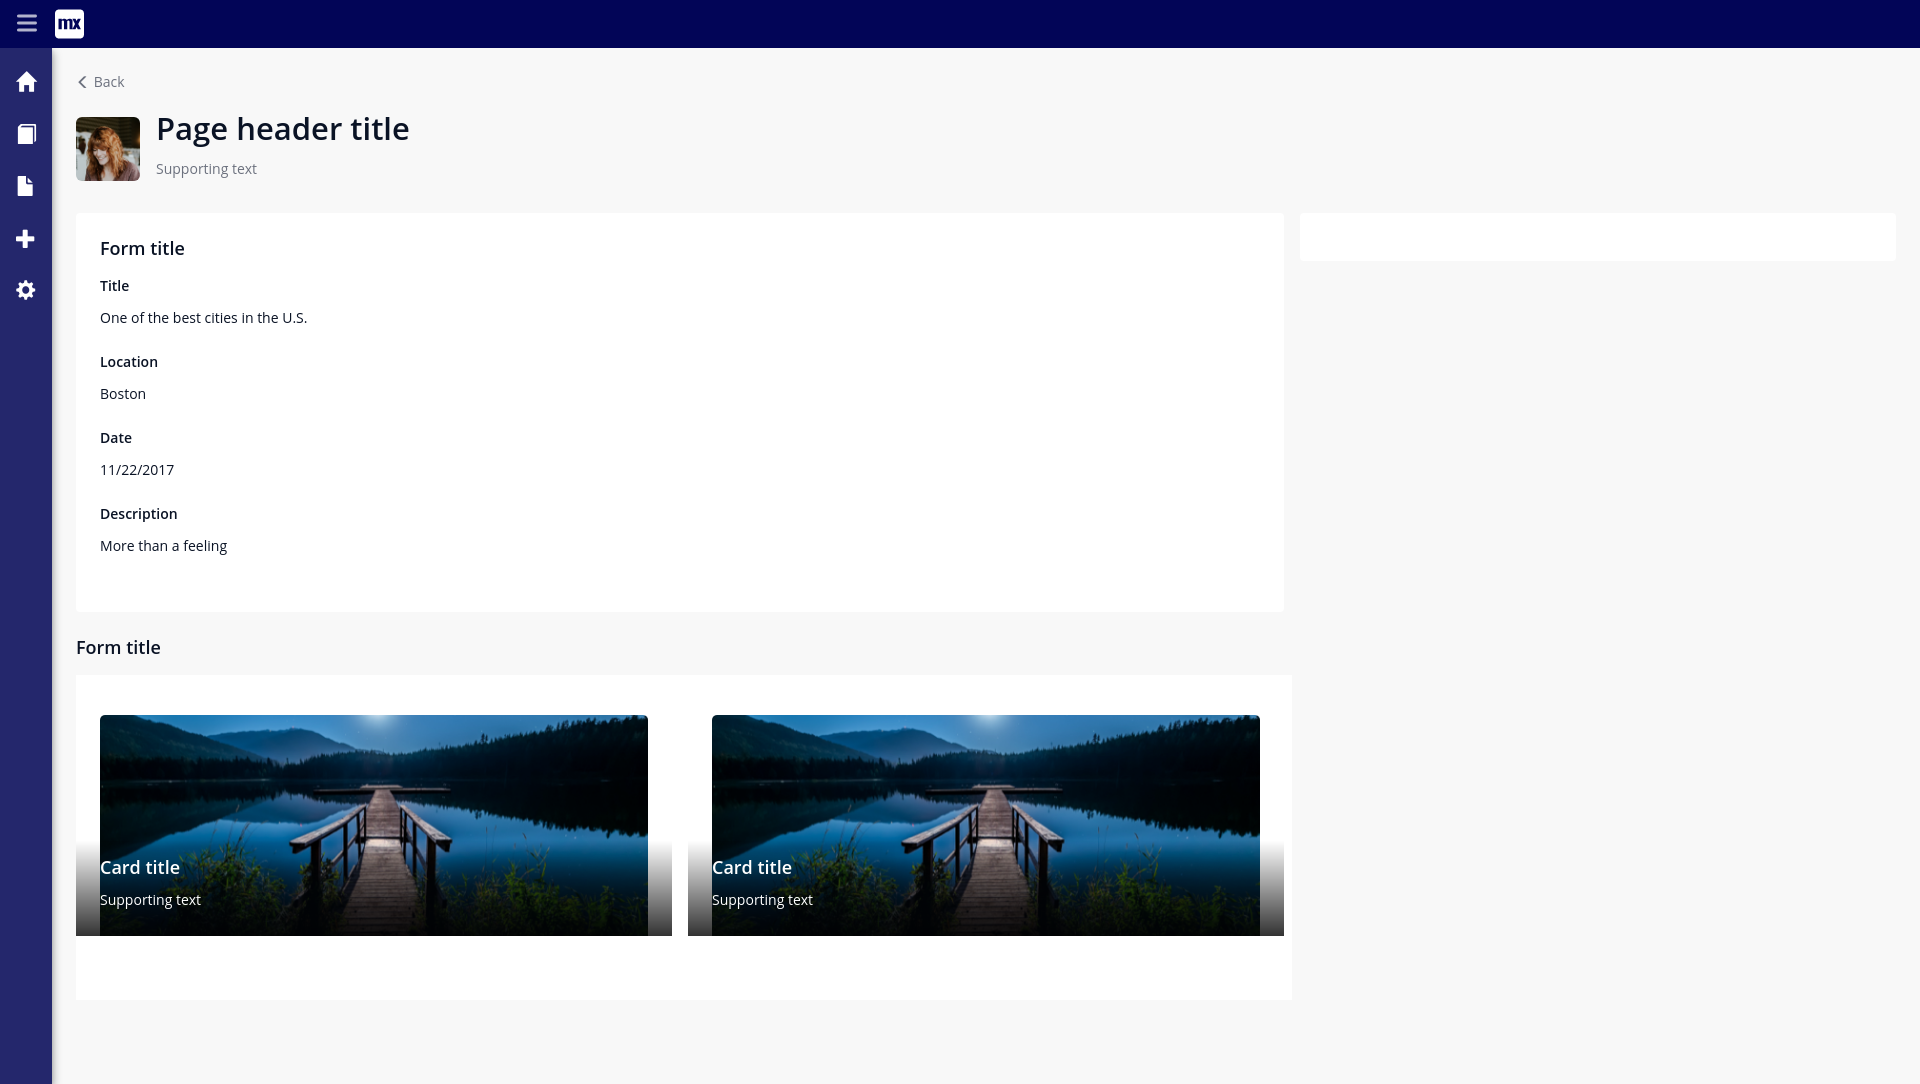 mx
Back
Page header title
Supporting text
Form title
Title
One of the best cities in the U.S.
Location
Boston
Date
11/22/2017
Description
More than a feeling
Form title
Card title
Supporting text
Card title
Supporting text